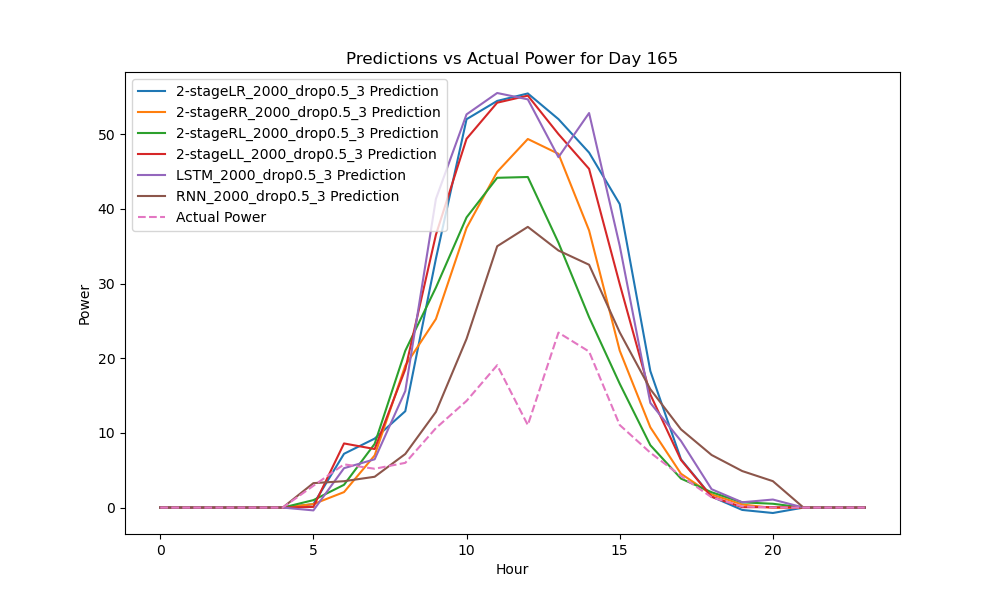 Predictions vs Actual Power for Day 165
2-stageLR_2000_drop0.5_3 Prediction
2-stageRR_2000_drop0.5_3 Prediction
2-stageRL_2000_drop0.5_3 Prediction
2-stageLL_2000_drop0.5_3 Prediction
LSTM_2000_drop0.5_3 Prediction
RNN_2000_drop0.5_3 Prediction
Actual Power
50
40
30
20
10
0
Power
0 5 10 15 20
Hour